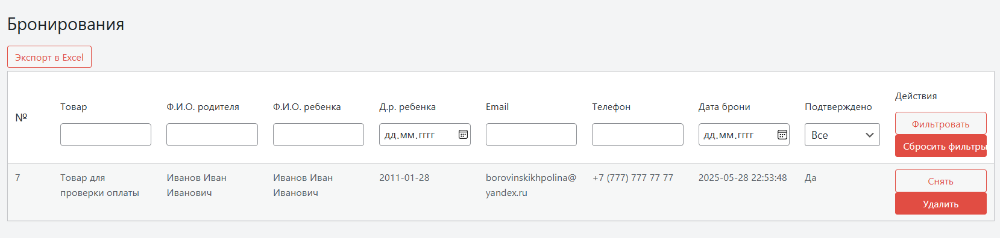 Бронирования
Экспорт в Excel
№
Товар
Ф.И.О. родителя
Ф.И.О. ребенка
Д.р. ребенка
дд.мм.гггг
Email
Телефон
Дата брони
дд.мм.гггг
Подтверждено
Все
Действия
Фильтровать
Сбросить фильтры
7
Товар для
проверки оплаты
Иванов Иван
Иванович
Иванов Иван
Иванович
2011-01-28
borovinskikhpolina@
yandex.ru
+7 (777) 777 77 77
2025-05-28 22:53:48
Да
Снять
Удалить